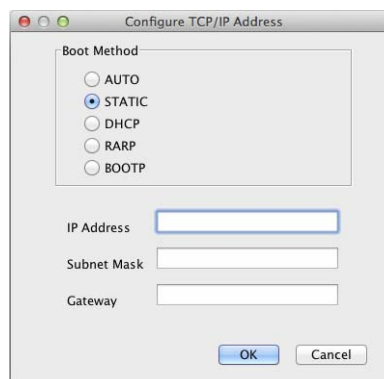 Configure TCP/IP Address
Boot Method
AUTO
STATIC
DHCP
RARP
BOOTP
IP Address
Subnet Mask
Gateway
OK Cancel